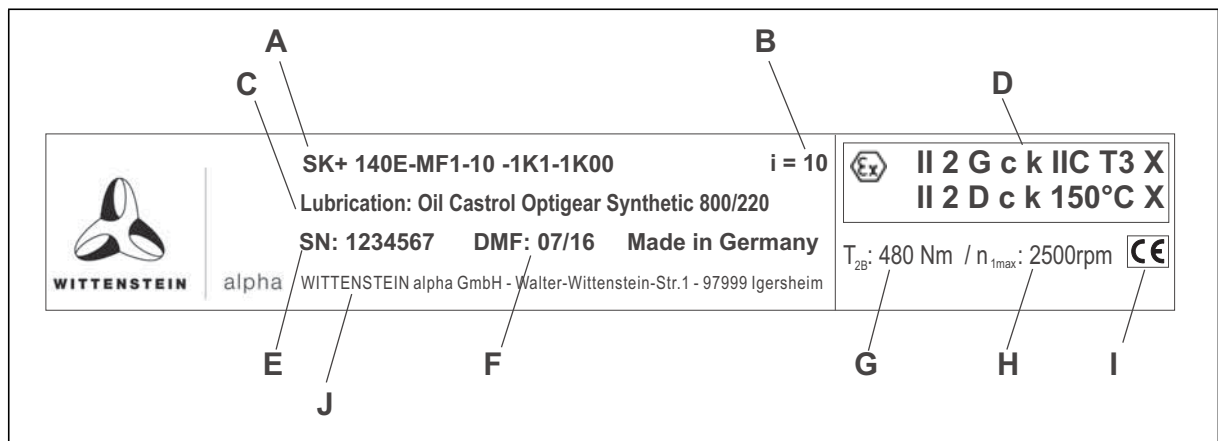 A
B
C
D
SK+ 140E-MF1-10 -1K1-1K00
i = 10
Ex II 2 G c k IIC T3 X
II 2 D c k 150°C X
Lubrication: Oil Castrol Optigear Synthetic 800/220
SN: 1234567 DMF: 07/16 Made in Germany
T2B: 480 Nm / n1max: 2500rpm CE
WITTENSTEIN alpha
WITTENSTEIN alpha GmbH - Walter-Wittenstein-Str.1 - 97999 Igersheim
E
F
G
H
I
J